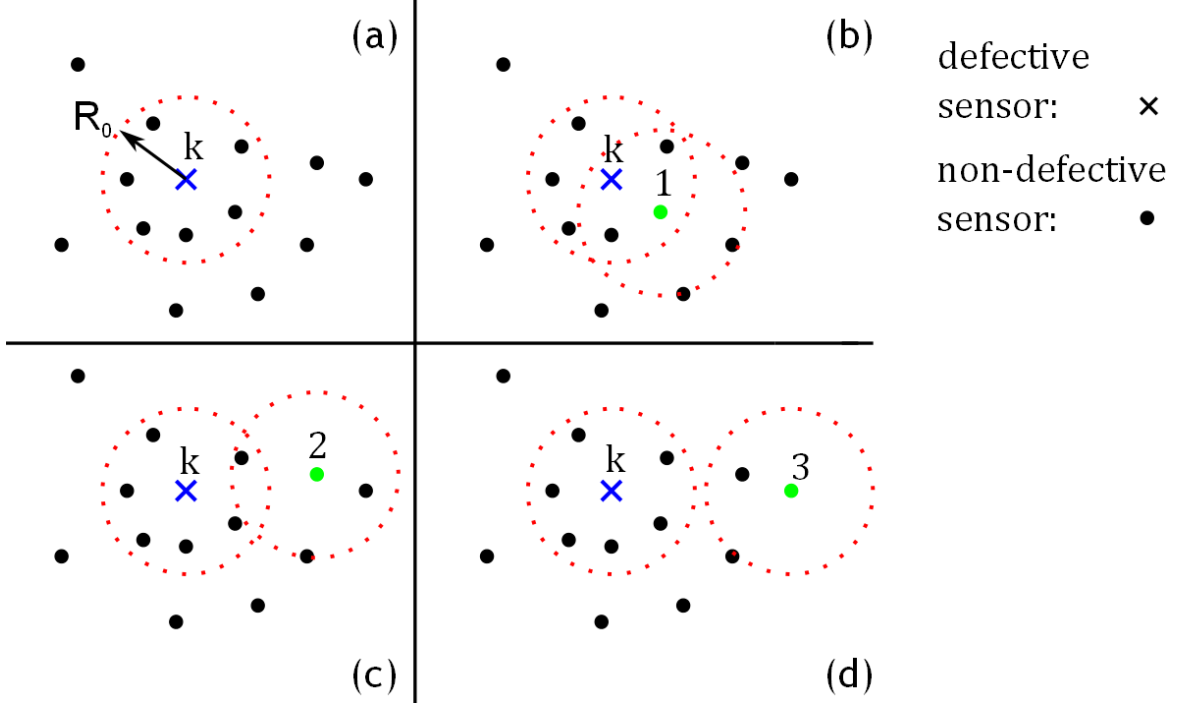 (a)
R₀
k
(b)
k
1
defective
sensor:
non-defective
sensor:
(c)
k
2
(d)
k
3